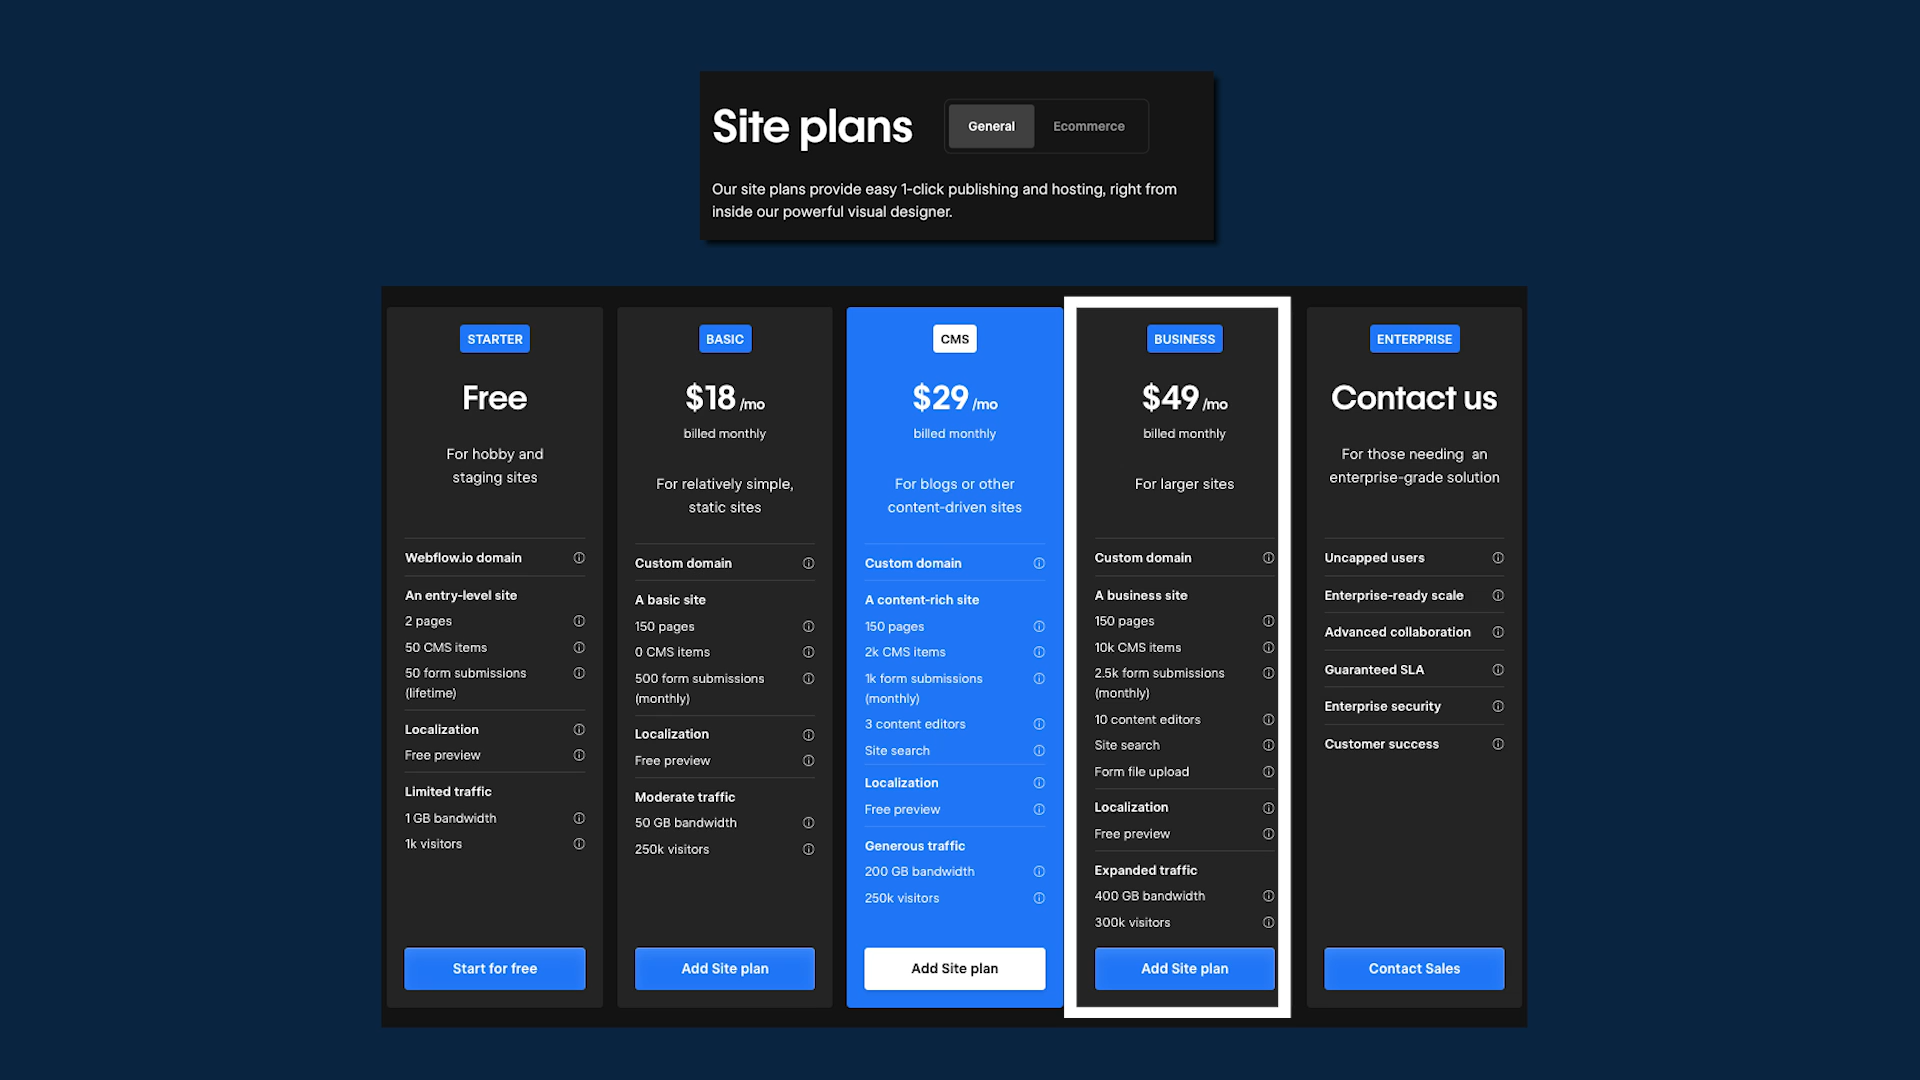 Site plans
General
Ecommerce
Our site plans provide easy 1-click publishing and hosting, right from
inside our powerful visual designer.
STARTER
Free
For hobby and
staging sites
Webflow.io domain
An entry-level site
2 pages
50 CMS items
50 form submissions
(lifetime)
Localization
Free preview
Limited traffic
1 GB bandwidth
1k visitors
Start for free
BASIC
$18 /mo
billed monthly
For relatively simple,
static sites
Custom domain
A basic site
150 pages
0 CMS items
500 form submissions
(monthly)
Localization
Free preview
Moderate traffic
50 GB bandwidth
250k visitors
Add Site plan
CMS
$29 /mo
billed monthly
For blogs or other
content-driven sites
Custom domain
A content-rich site
150 pages
2k CMS items
1k form submissions
(monthly)
3 content editors
Site search
Localization
Free preview
Generous traffic
200 GB bandwidth
250k visitors
Add Site plan
BUSINESS
$49 /mo
billed monthly
For larger sites
Custom domain
A business site
150 pages
10k CMS items
2.5k form submissions
(monthly)
10 content editors
Site search
Form file upload
Localization
Free preview
Expanded traffic
400 GB bandwidth
300k visitors
Add Site plan
ENTERPRISE
Contact us
For those needing an
enterprise-grade solution
Uncapped users
Enterprise-ready scale
Advanced collaboration
Guaranteed SLA
Enterprise security
Customer success
Contact Sales